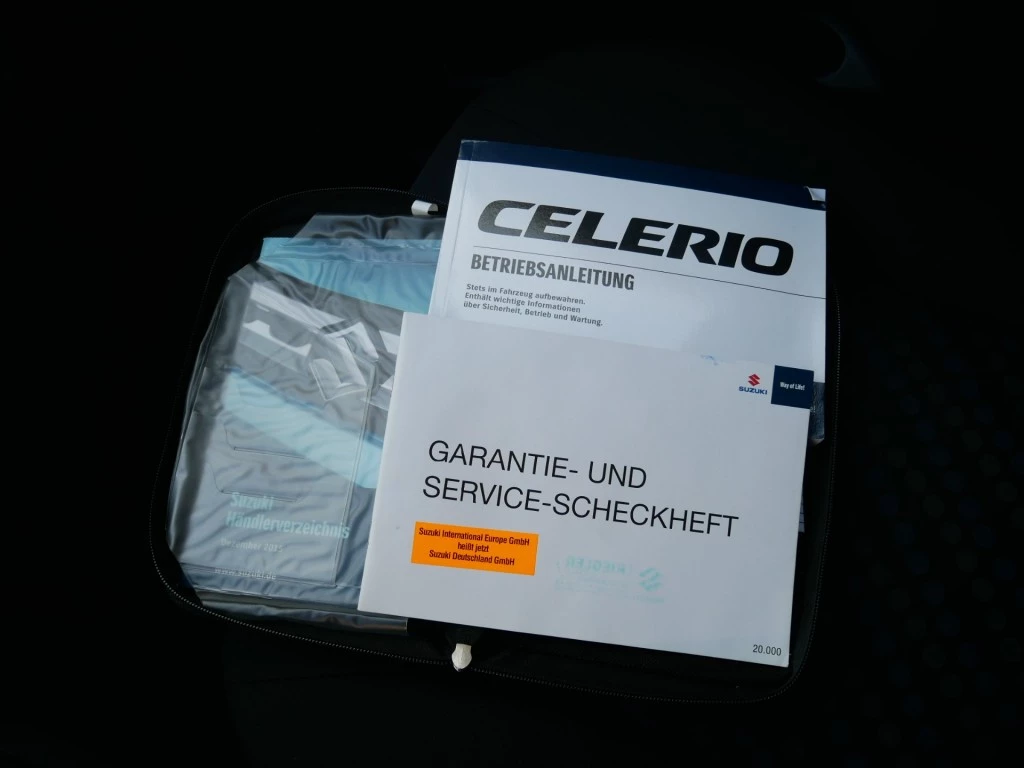 CELERIO
BETRIEBSANLEITUNG
Stets im Fahrzeug aufbewahren.
Enthält wichtige Informationen
über Sicherheit, Betrieb und Wartung.
SUZUKI
Way of Life!
GARANTIE- UND
SERVICE-SCHECKHEFT
Suzuki International Europe GmbH
heißt jetzt
Suzuki Deutschland GmbH
20.000
Suzuki
Händlerverzeichnis
Dezember